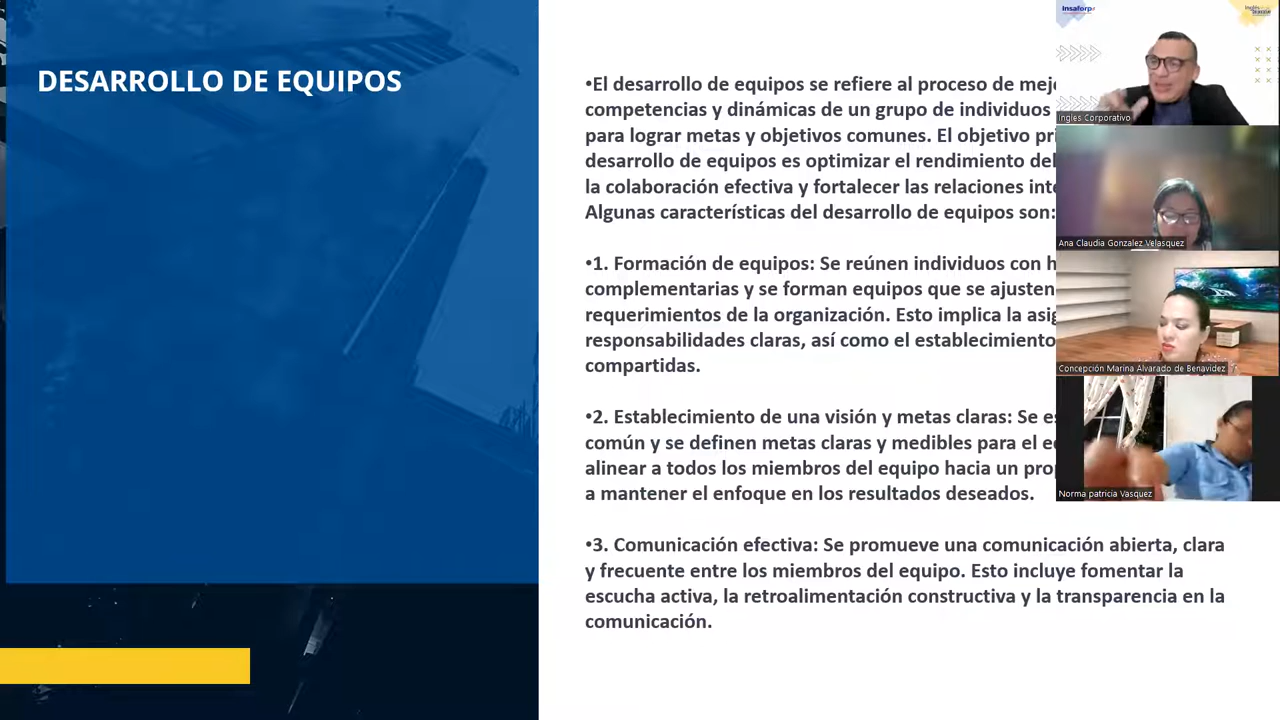 DESARROLLO DE EQUIPOS
•El desarrollo de equipos se refiere al proceso de mej
competencias y dinámicas de un grupo de individuos
para lograr metas y objetivos comunes. El objetivo pri
desarrollo de equipos es optimizar el rendimiento del
la colaboración efectiva y fortalecer las relaciones int
Algunas características del desarrollo de equipos son:
•1. Formación de equipos: Se reúnen individuos con h
complementarias y se forman equipos que se ajusten
requerimientos de la organización. Esto implica la asig
responsabilidades claras, así como el establecimiento
compartidas.
•2. Establecimiento de una visión y metas claras: Se es
común y se definen metas claras y medibles para el e
alinear a todos los miembros del equipo hacia un prop
a mantener el enfoque en los resultados deseados.
•3. Comunicación efectiva: Se promueve una comunicación abierta, clara
y frecuente entre los miembros del equipo. Esto incluye fomentar la
escucha activa, la retroalimentación constructiva y la transparencia en la
comunicación.
insaforp
Ingles Corporativo
Ana Claudia Gonzalez Velasquez
Concepción Marina Alvarado de Benavidez
Norma patricia Vasquez